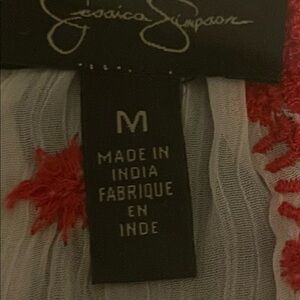 Jessica Simpson
M
MADE IN
INDIA
FABRIQUE
EN
INDE